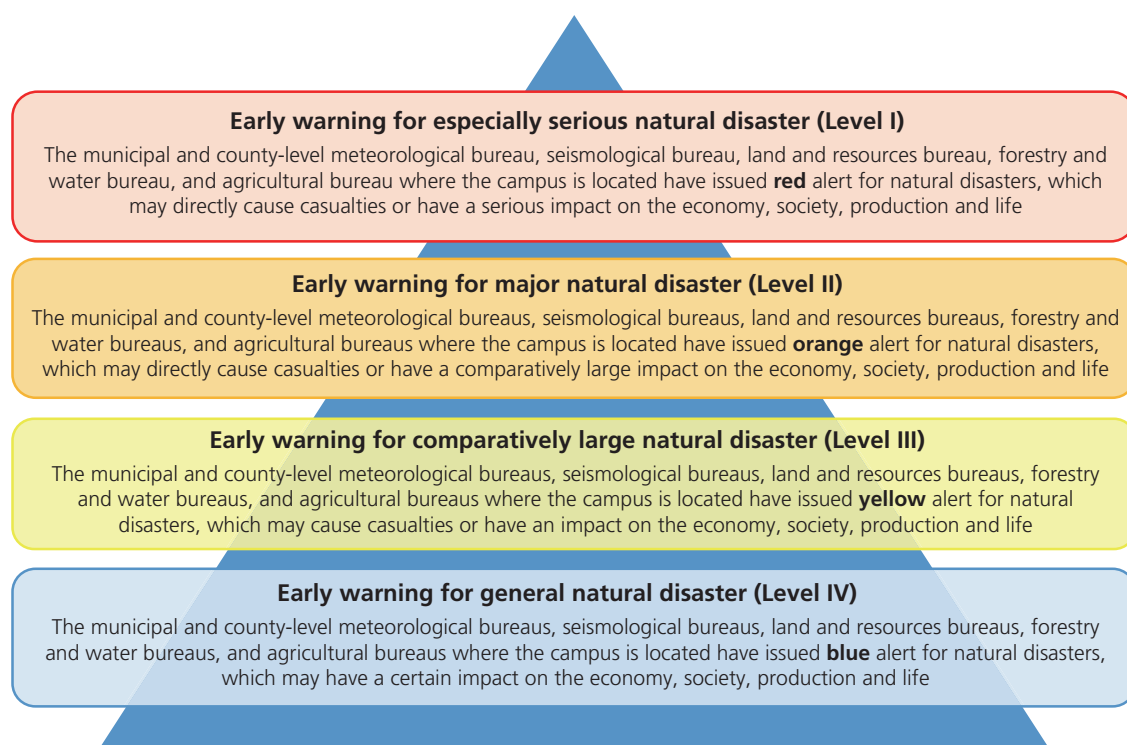 Early warning for especially serious natural disaster (Level I)
The municipal and county-level meteorological bureau, seismological bureau, land and resources bureau, forestry and
water bureau, and agricultural bureau where the campus is located have issued red alert for natural disasters, which
may directly cause casualties or have a serious impact on the economy, society, production and life
Early warning for major natural disaster (Level II)
The municipal and county-level meteorological bureaus, seismological bureaus, land and resources bureaus, forestry and
water bureaus, and agricultural bureaus where the campus is located have issued orange alert for natural disasters,
which may directly cause casualties or have a comparatively large impact on the economy, society, production and life
Early warning for comparatively large natural disaster (Level III)
The municipal and county-level meteorological bureaus, seismological bureaus, land and resources bureaus, forestry
and water bureaus, and agricultural bureaus where the campus is located have issued yellow alert for natural
disasters, which may cause casualties or have an impact on the economy, society, production and life
Early warning for general natural disaster (Level IV)
The municipal and county-level meteorological bureaus, seismological bureaus, land and resources bureaus, forestry
and water bureaus, and agricultural bureaus where the campus is located have issued blue alert for natural disasters,
which may have a certain impact on the economy, society, production and life